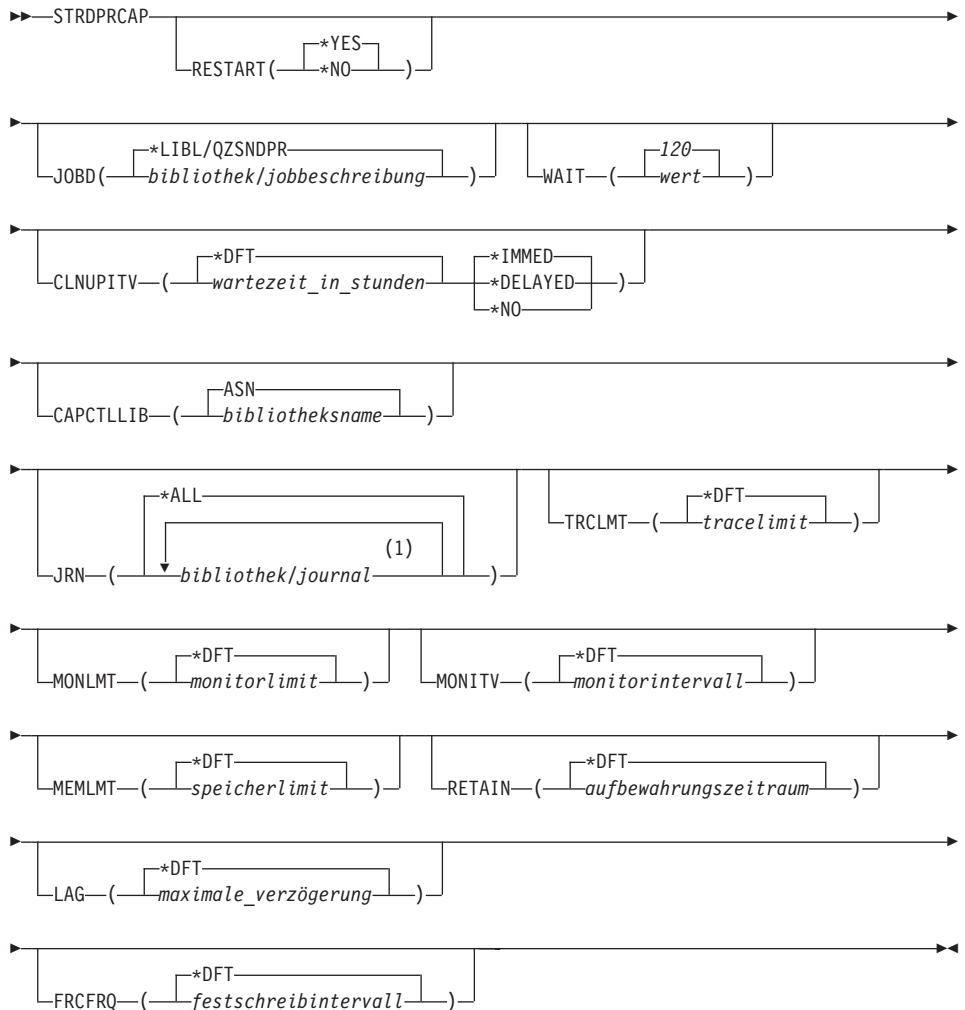 STRDPRCAP
*YES
RESTART( *NO )
*LIBL/QZSNDPR 120
JOBD( bibliothek/jobbeschreibung ) WAIT ( wert )
*DFT *IMMED
CLNUPITV ( wartezeit_in_stunden *DELAYED )
*NO
ASN
CAPCTLLIB ( bibliotheksname )
*ALL *DFT
TRCLMT ( tracelimit )
(1)
JRN ( bibliothek/journal )
*DFT *DFT
MONLMT ( monitorlimit ) MONITV ( monitorintervall )
*DFT *DFT
MEMLMT ( speicherlimit ) RETAIN ( aufbewahrungszeitraum )
*DFT
LAG ( maximale_verzögerung )
*DFT
FRCFRQ ( festschreibintervall )